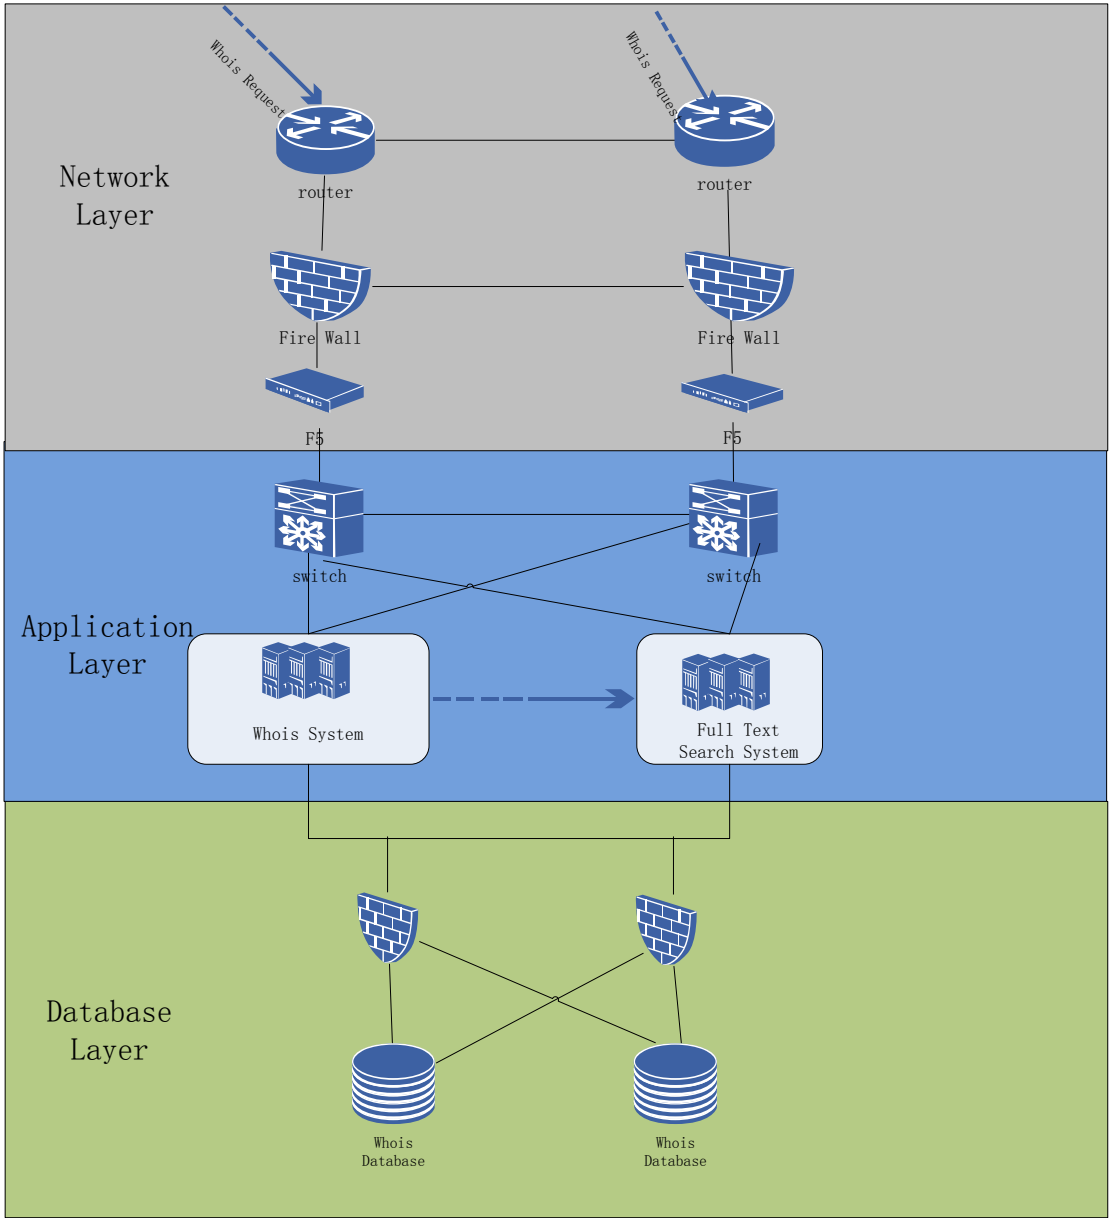 Whois Request
Whois Request
router
router
Network
Layer
Fire Wall
Fire Wall
F5
F5
switch
switch
Application
Layer
Whois System
Full Text
Search System
Database
Layer
Whois
Database
Whois
Database